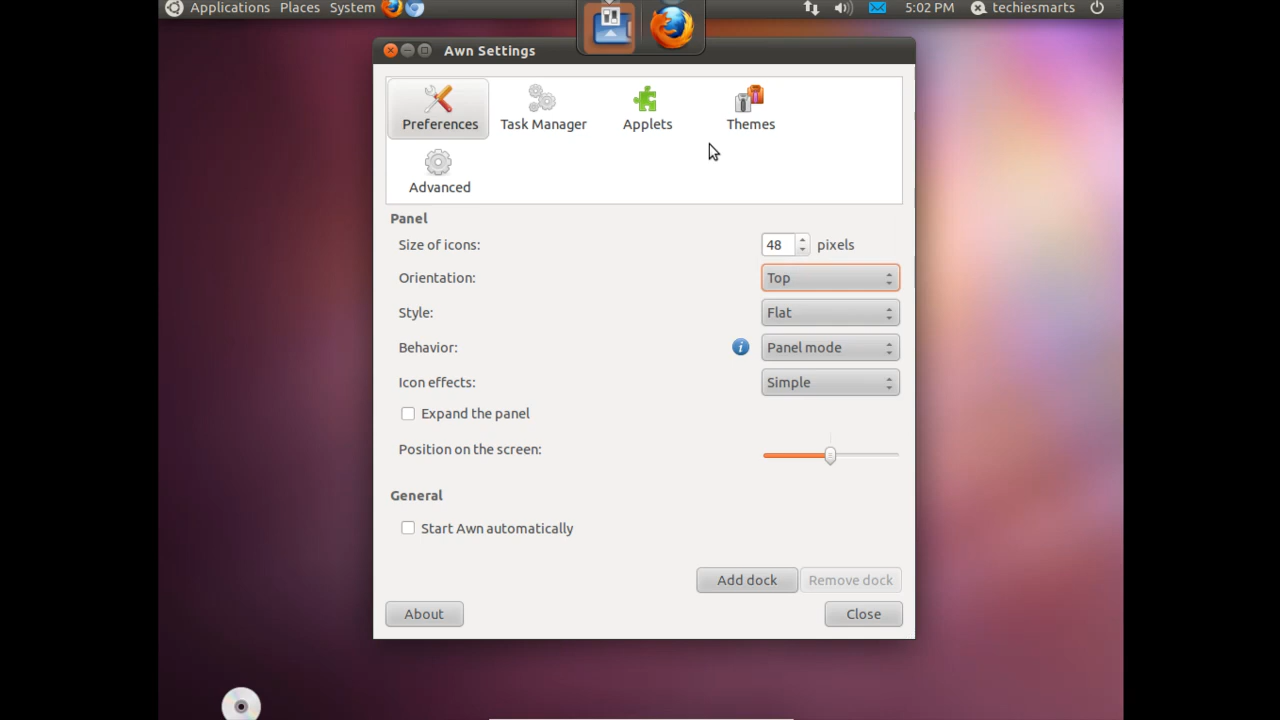 Applications Places System 5:02 PM techiesmarts
Awn Settings
Preferences Task Manager Applets Themes
Advanced
Panel
Size of icons: 48 pixels
Orientation: Top
Style: Flat
Behavior: i Panel mode
Icon effects: Simple
Expand the panel
Position on the screen:
General
Start Awn automatically
Add dock Remove dock
About Close